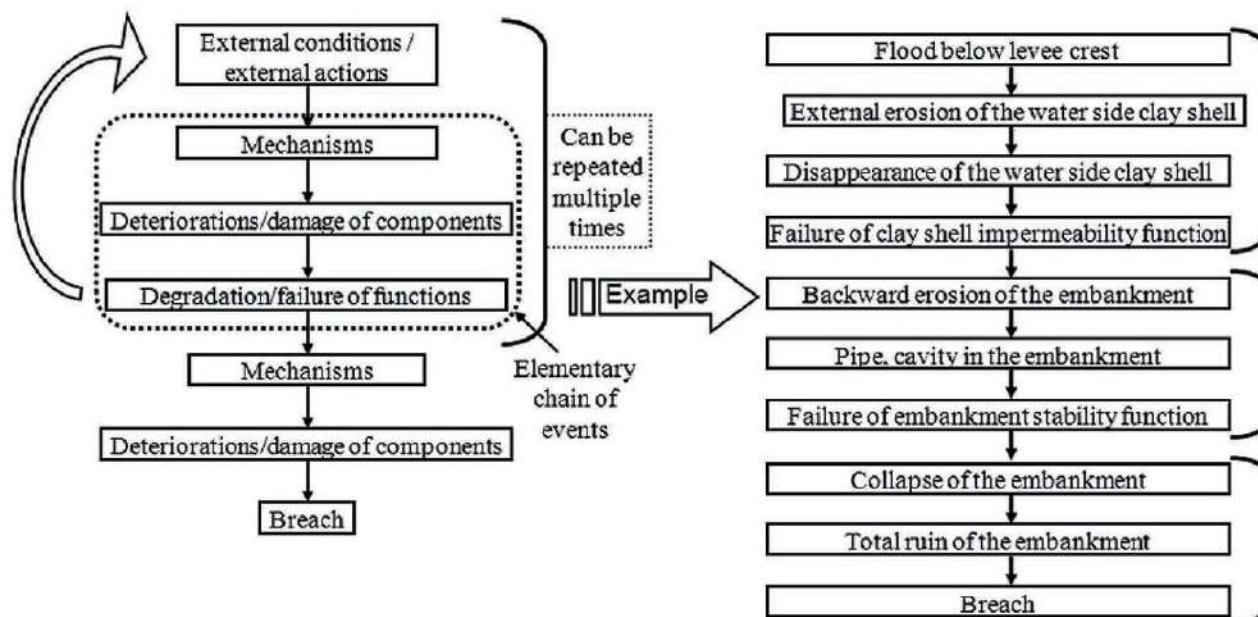 External conditions /
external actions
Mechanisms
Deteriorations/damage of components
Degradation/failure of functions
Mechanisms
Deteriorations/damage of components
Breach
Can be
repeated
multiple
times
Elementary
chain of
events
Example
Flood below levee crest
External erosion of the water side clay shell
Disappearance of the water side clay shell
Failure of clay shell impermeability function
Backward erosion of the embankment
Pipe, cavity in the embankment
Failure of embankment stability function
Collapse of the embankment
Total ruin of the embankment
Breach